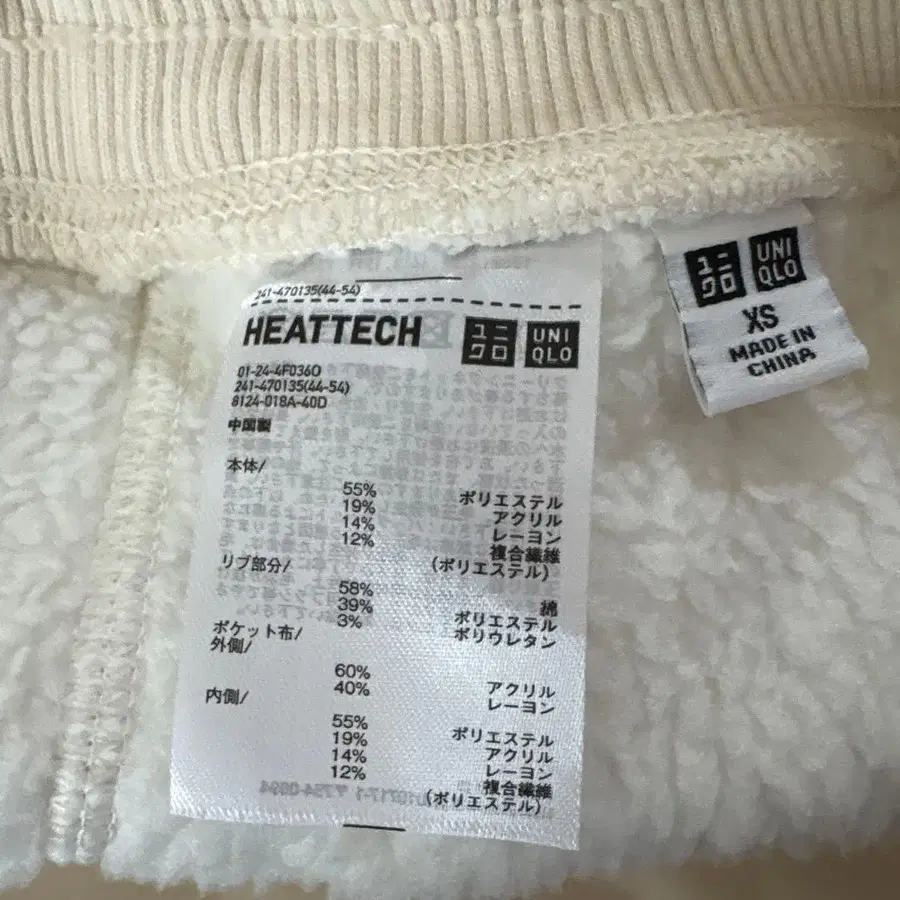 241-470135(44-54)
HEATTECH
ユニクロ
UNIQLO
01-24-4F036O
241-470135(44-54)
8124-018A-40D
中国製
本体/
55% ポリエステル
19% アクリル
14% レーヨン
12% 複合繊維
(ポリエステル)
リブ部分/
58% 綿
39% ポリエステル
3% ポリウレタン
ポケット布/
外側/
60% アクリル
40% レーヨン
内側/
55% ポリエステル
19% アクリル
14% レーヨン
12% 複合繊維
(ポリエステル)
ユニクロ
UNIQLO
XS
MADE IN
CHINA